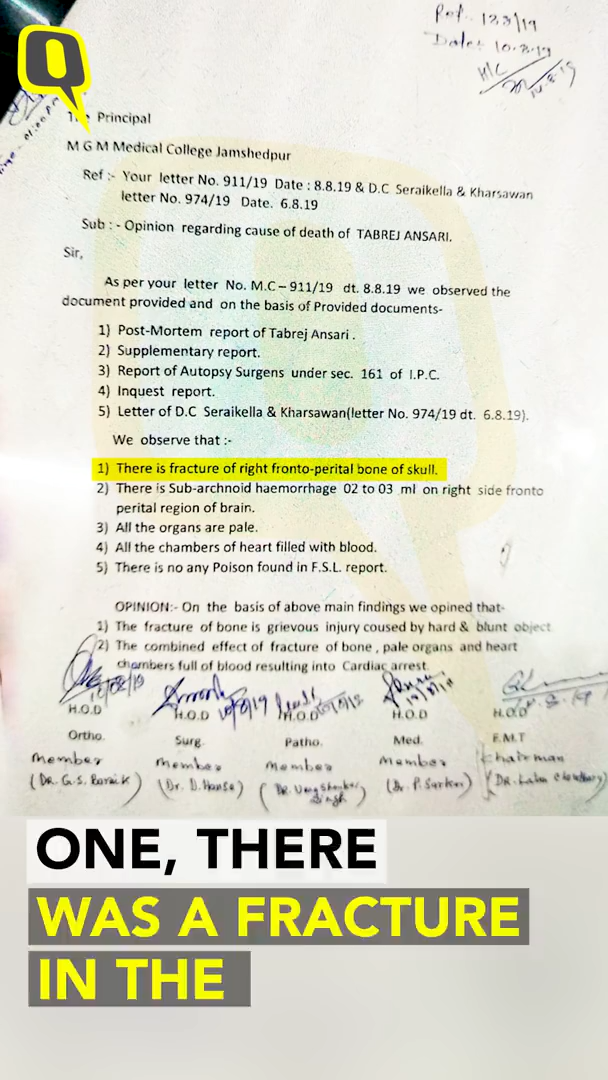 Q
Ref. 123/19
Date: 10.8.19
The Principal
M G M Medical College Jamshedpur
Ref :- Your letter No. 911/19 Date : 8.8.19 & D.C Seraikella & Kharsawan
letter No. 974/19 Date. 6.8.19
Sub : - Opinion regarding cause of death of TABREJ ANSARI.
Sir,
As per your letter No. M.C – 911/19 dt. 8.8.19 we observed the
document provided and on the basis of Provided documents-
1) Post-Mortem report of Tabrej Ansari .
2) Supplementary report.
3) Report of Autopsy Surgens under sec. 161 of I.P.C.
4) Inquest report.
5) Letter of D.C Seraikella & Kharsawan(letter No. 974/19 dt. 6.8.19).
We observe that :-
1) There is fracture of right fronto-perital bone of skull.
2) There is Sub-archnoid haemorrhage 02 to 03 ml on right side fronto
perital region of brain.
3) All the organs are pale.
4) All the chambers of heart filled with blood.
5) There is no any Poison found in F.S.L report.
OPINION:- On the basis of above main findings we opined that-
1) The fracture of bone is grievous injury coused by hard & blunt object
2) The combined effect of fracture of bone , pale organs and heart
chambers full of blood resulting into Cardiac arrest.
H.O.D H.O.D H.O.D H.O.D H.O.D
Ortho. Surg. Patho. Med. F.M.T
Member Member Member Member Chairman
(Dr. G.S. (Dr. D. Hansa) (Dr. Singh) (Dr. P. Sarkar) (DR. Choudhary)
ONE, THERE
WAS A FRACTURE
IN THE